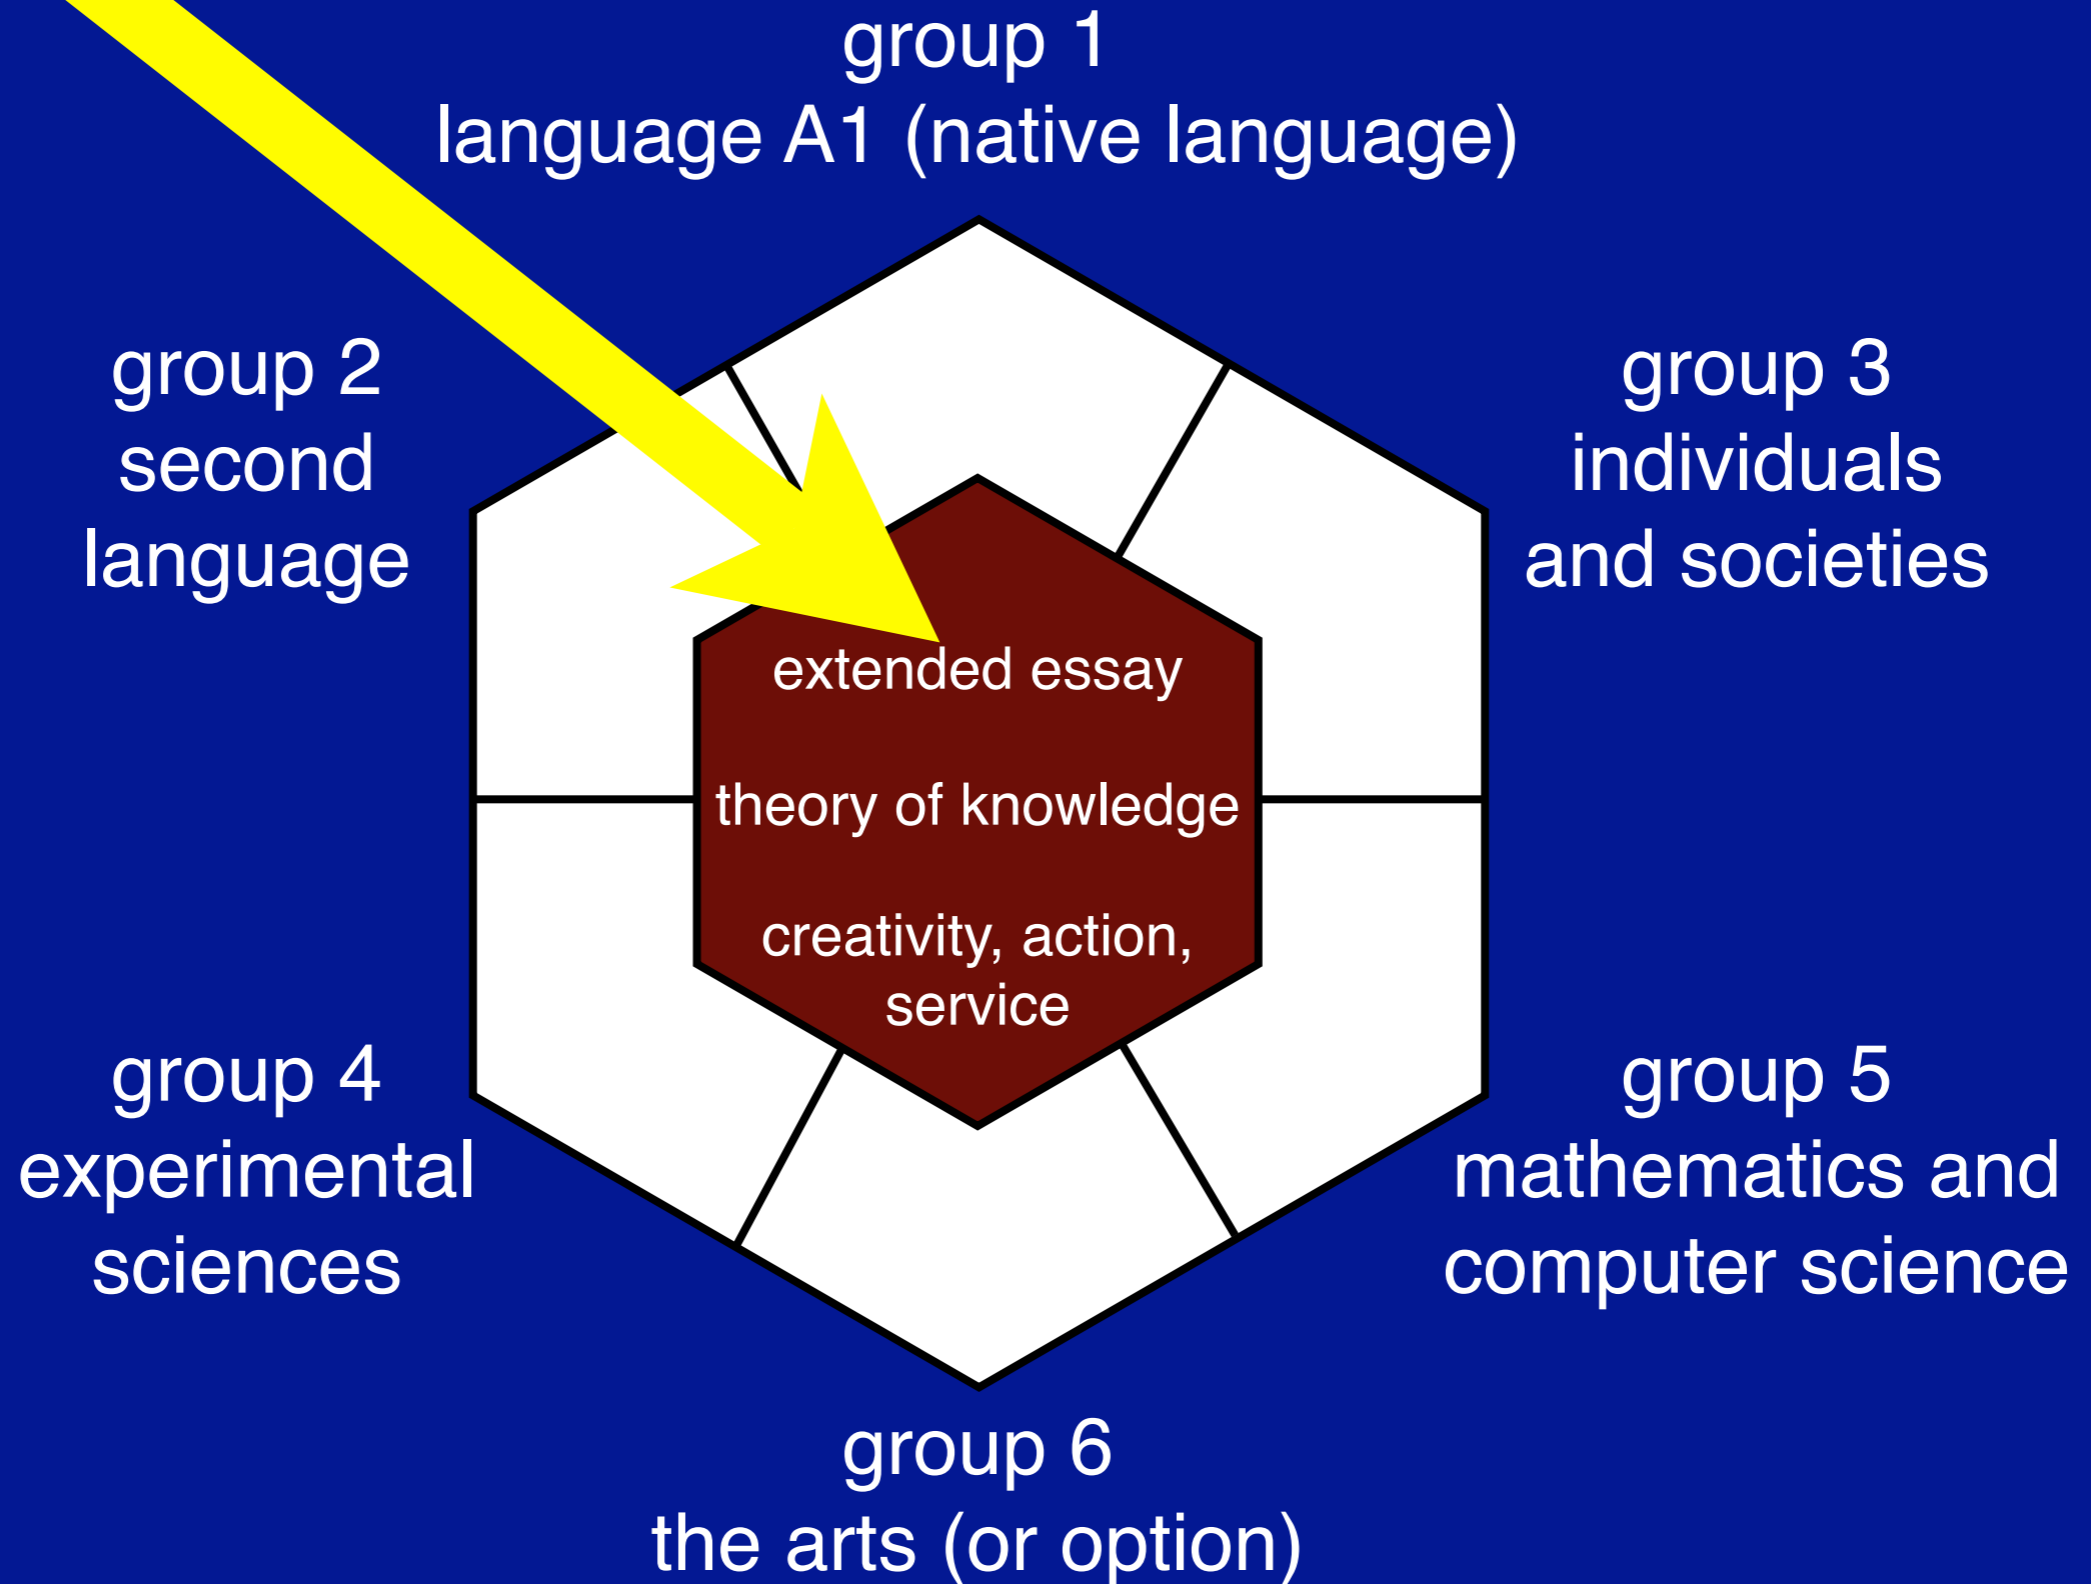 group 1
language A1 (native language)
group 2
second
language
group 3
individuals
and societies
extended essay
theory of knowledge
creativity, action,
service
group 4
experimental
sciences
group 5
mathematics and
computer science
group 6
the arts (or option)